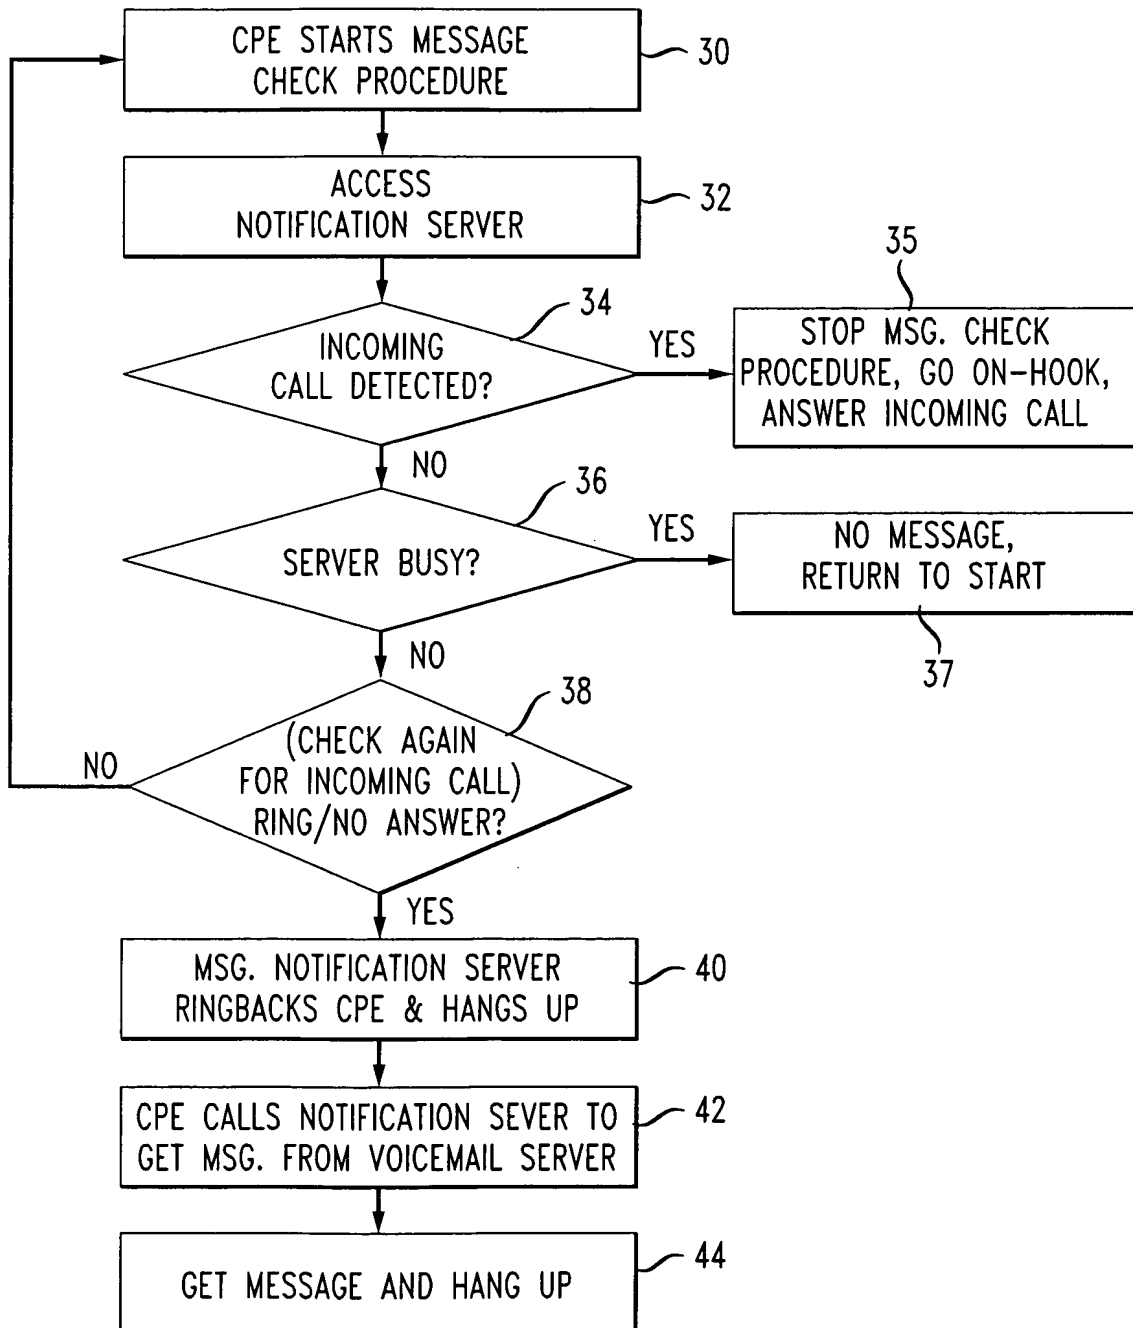 CPE STARTS MESSAGE
CHECK PROCEDURE
30
ACCESS
NOTIFICATION SERVER
32
INCOMING
CALL DETECTED?
34
YES
35
STOP MSG. CHECK
PROCEDURE, GO ON-HOOK,
ANSWER INCOMING CALL
NO
SERVER BUSY?
36
YES
NO MESSAGE,
RETURN TO START
37
NO
(CHECK AGAIN
FOR INCOMING CALL)
RING/NO ANSWER?
38
NO
YES
MSG. NOTIFICATION SERVER
RINGBACKS CPE & HANGS UP
40
CPE CALLS NOTIFICATION SEVER TO
GET MSG. FROM VOICEMAIL SERVER
42
GET MESSAGE AND HANG UP
44